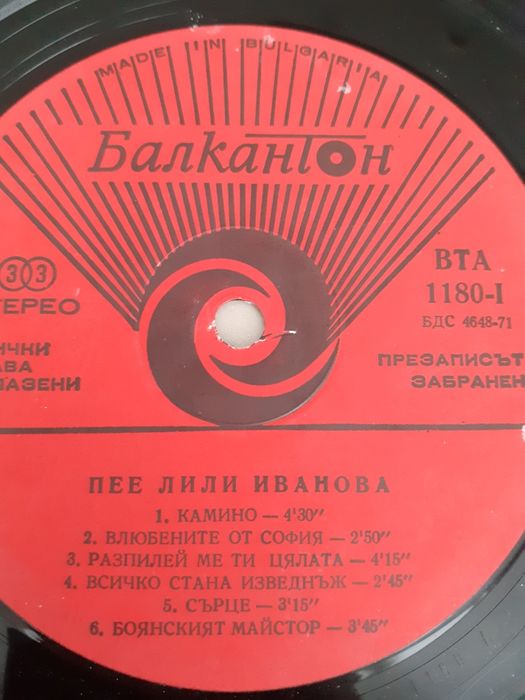 MADE IN BULGARIA
Балкантон
33
ТЕРЕО
ИЧКИ
АВА
ПАЗЕНИ
ВТА
1180-I
БДС 4648-71
ПРЕЗАПИСЪТ
ЗАБРАНЕН
ПЕЕ ЛИЛИ ИВАНОВА
1. КАМИНО — 4'30"
2. ВЛЮБЕНИТЕ ОТ СОФИЯ — 2'50"
3. РАЗПИЛЕЙ МЕ ТИ ЦЯЛАТА — 4'15"
4. ВСИЧКО СТАНА ИЗВЕДНЪЖ — 2'45"
5. СЪРЦЕ — 3'15"
6. БОЯНСКИЯТ МАЙСТОР — 3'45"